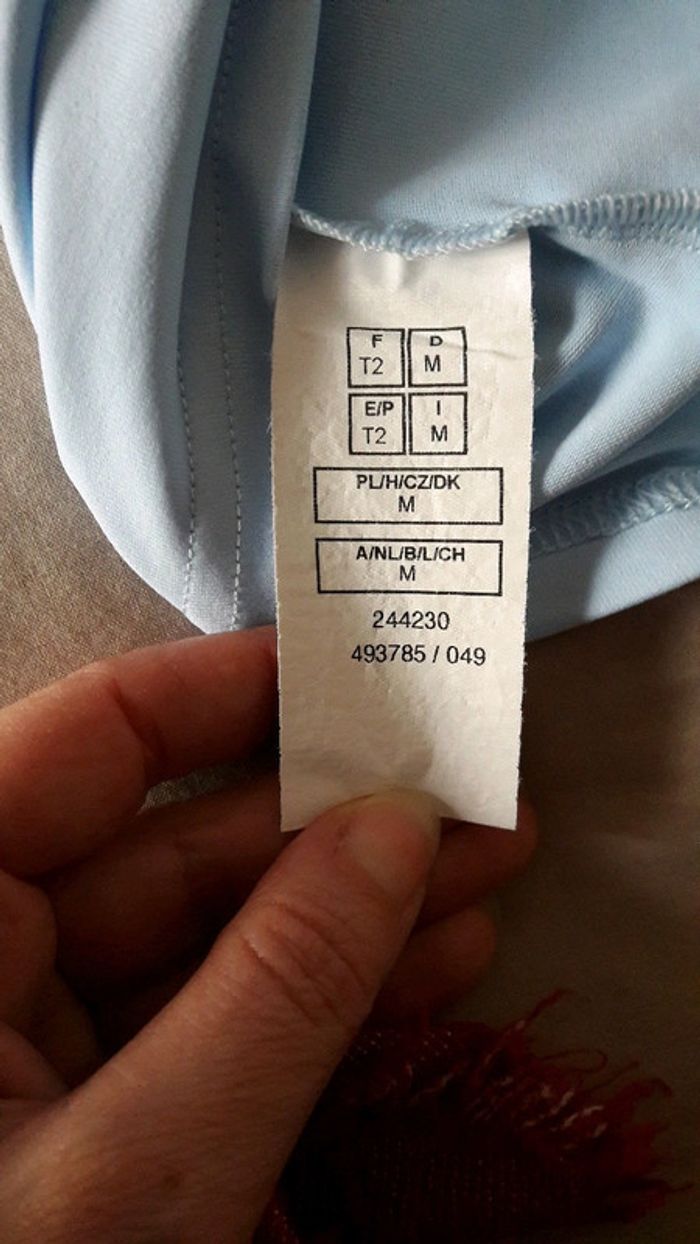 F D
T2 M
E/P I
T2 M
PL/H/CZ/DK
M
A/NL/B/L/CH
M
244230
493785 / 049